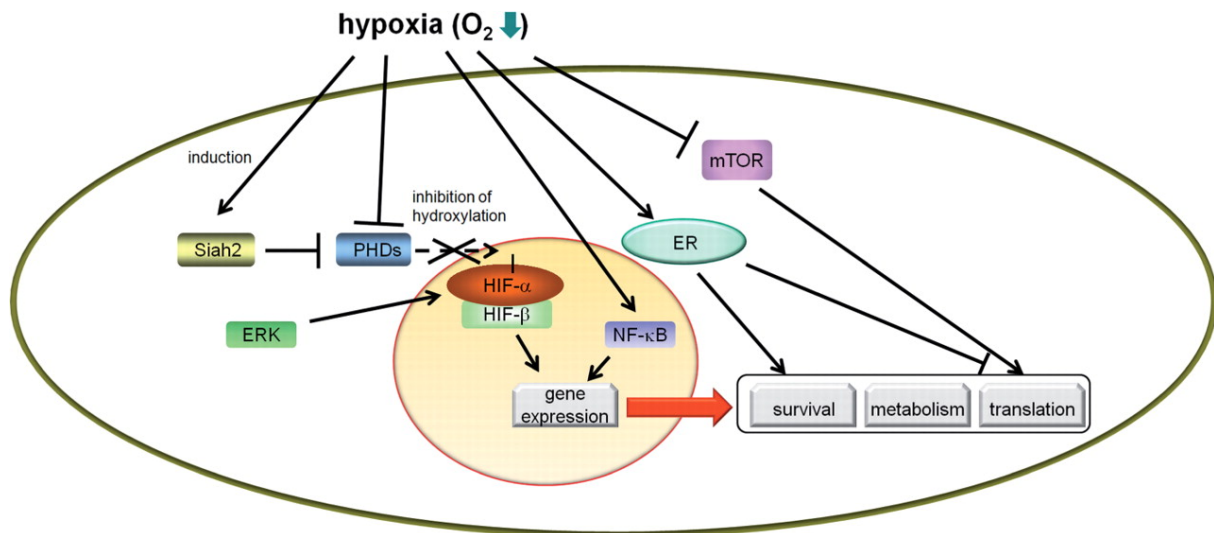 hypoxia (O₂ )
induction
mTOR
inhibition of
hydroxylation
Siah2
PHDs
ER
HIF-α
HIF-β
ERK
NF-κB
gene
expression
survival
metabolism
translation